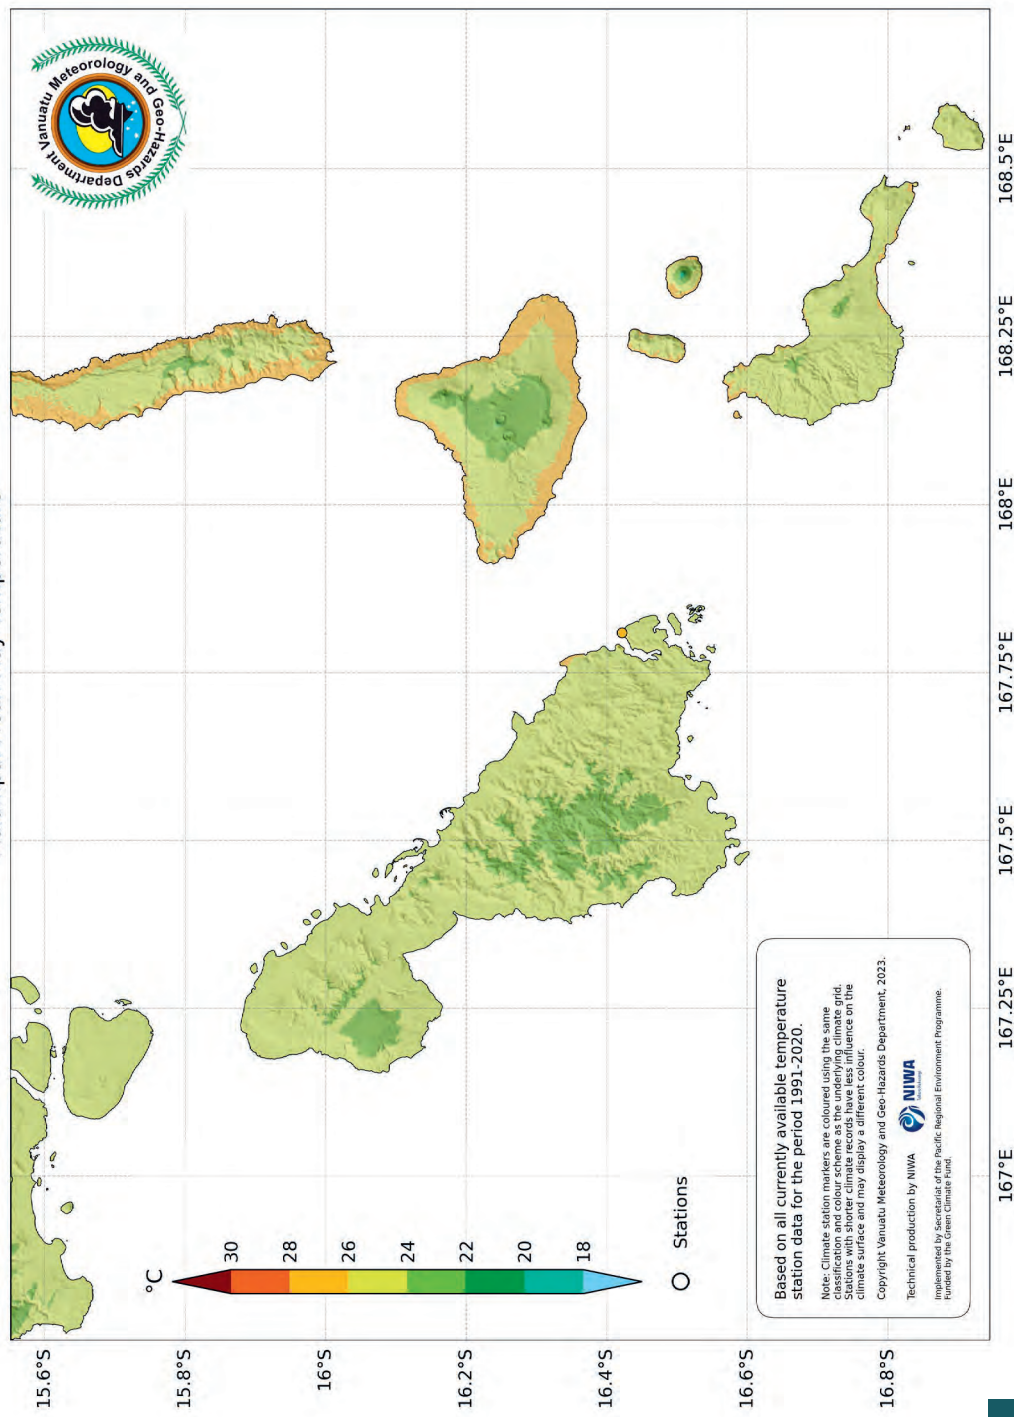 Vanuatu Meteorology and Geo-Hazards Department
°C
30
28
26
24
22
20
18
Stations
Based on all currently available temperature
station data for the period 1991-2020.
Note: Climate station markers are coloured using the same
classification and colour scheme as the underlying climate grid.
Stations with shorter climate records have less influence on the
climate surface and may display a different colour.
Copyright Vanuatu Meteorology and Geo-Hazards Department, 2023.
Technical production by NIWA
NIWA
Implemented by Secretariat of the Pacific Regional Environment Programme.
Funded by the Green Climate Fund.
15.6°S
15.8°S
16°S
16.2°S
16.4°S
16.6°S
16.8°S
167°E
167.25°E
167.5°E
167.75°E
168°E
168.25°E
168.5°E